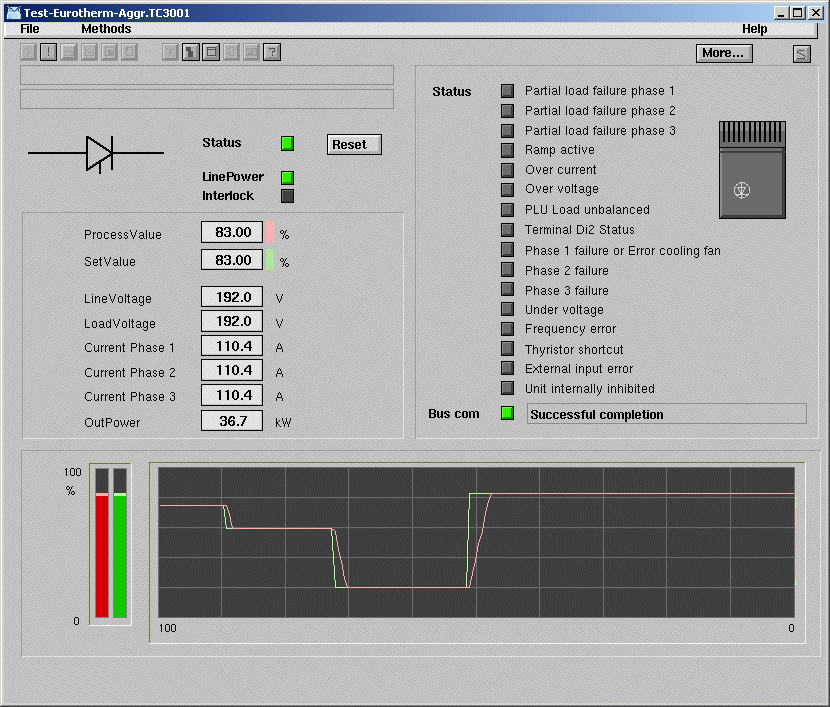 Test-Eurotherm-Aggr.TC3001
File Methods Help
! ? More... S
Status
Partial load failure phase 1
Partial load failure phase 2
Partial load failure phase 3
Ramp active
Over current
Over voltage
PLU Load unbalanced
Terminal Di2 Status
Phase 1 failure or Error cooling fan
Phase 2 failure
Phase 3 failure
Under voltage
Frequency error
Thyristor shortcut
External input error
Unit internally inhibited
Bus com Successful completion
Status Reset
LinePower
Interlock
ProcessValue 83.00 %
SetValue 83.00 %
LineVoltage 192.0 V
LoadVoltage 192.0 V
Current Phase 1 110.4 A
Current Phase 2 110.4 A
Current Phase 3 110.4 A
OutPower 36.7 kW
100
%
0
100 0